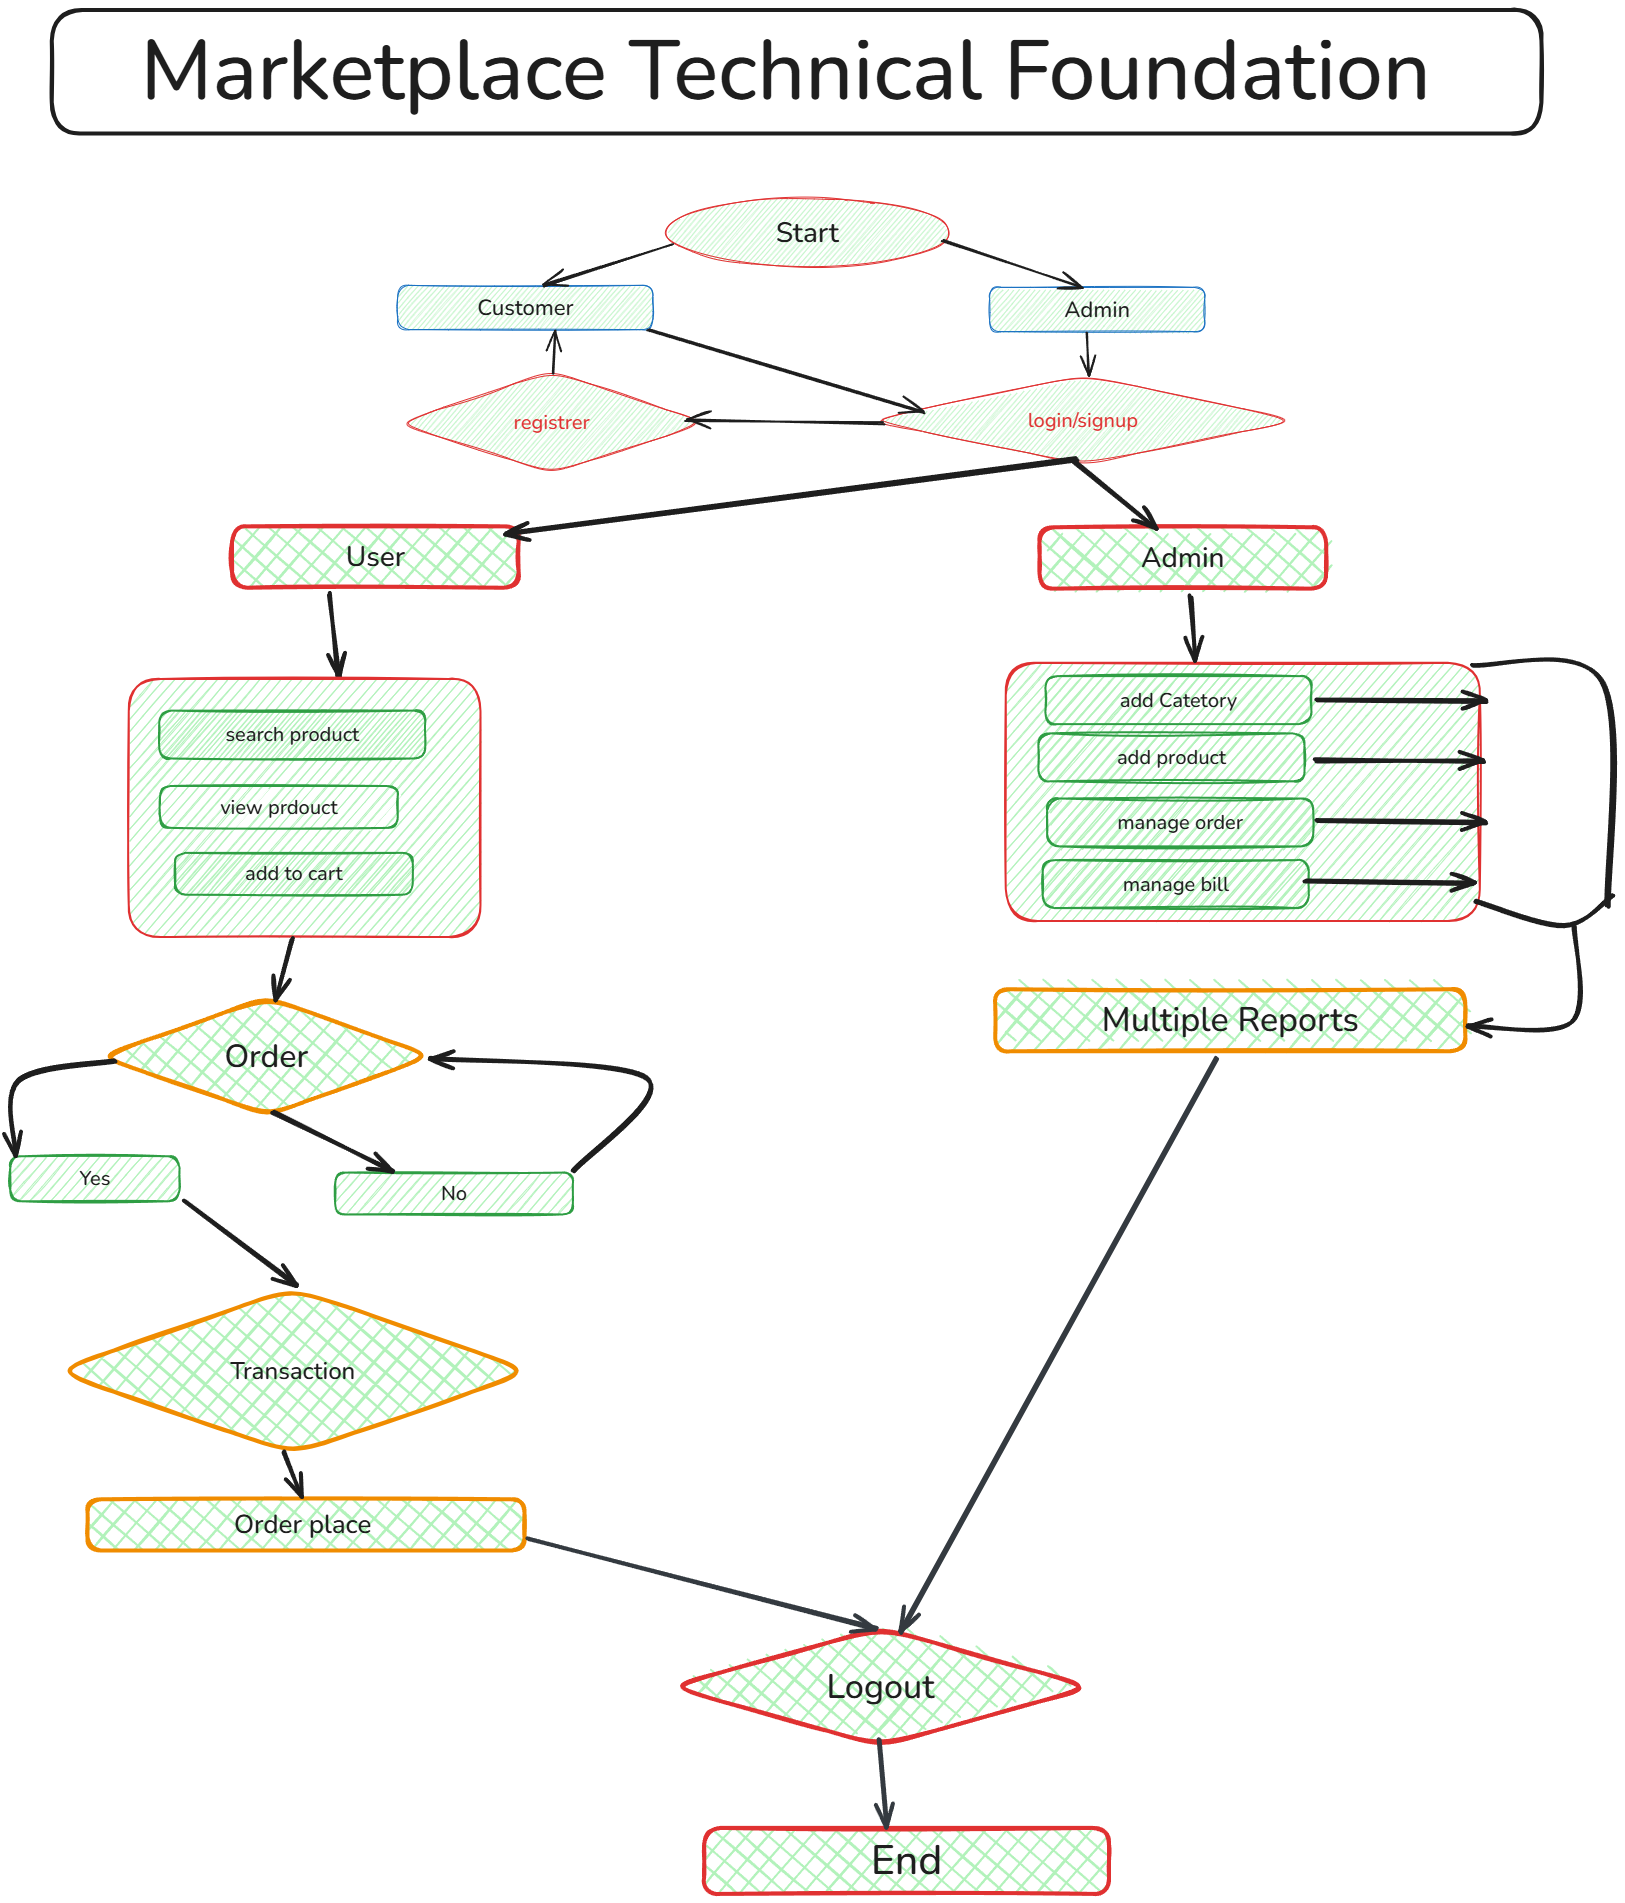 Marketplace Technical Foundation
Start
Customer
Admin
registrer
login/signup
User
Admin
search product
view prdouct
add to cart
add Catetory
add product
manage order
manage bill
Order
Multiple Reports
Yes
No
Transaction
Order place
Logout
End